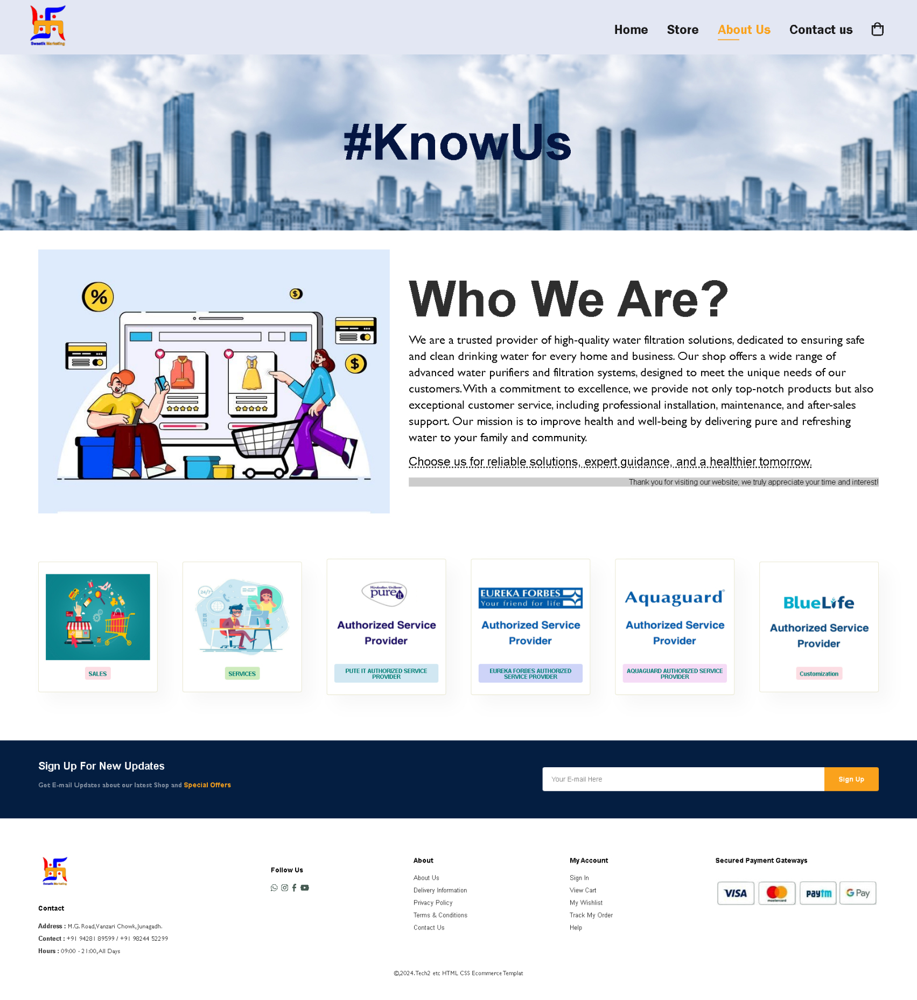 Swastik Marketing
Home
Store
About Us
Contact us
#KnowUs
Who We Are?
We are a trusted provider of high-quality water filtration solutions, dedicated to ensuring safe
and clean drinking water for every home and business. Our shop offers a wide range of
advanced water purifiers and filtration systems, designed to meet the unique needs of our
customers. With a commitment to excellence, we provide not only top-notch products but also
exceptional customer service, including professional installation, maintenance, and after-sales
support. Our mission is to improve health and well-being by delivering pure and refreshing
water to your family and community.
Choose us for reliable solutions, expert guidance, and a healthier tomorrow.
Thank you for visiting our website; we truly appreciate your time and interest!
%
$
$
SALES
24/7
SERVICES
Hindustan Unilever
pureit
Authorized Service
Provider
PUTE IT AUTHORIZED SERVICE
PROVIDER
EUREKA FORBES
Your friend for life
Authorized Service
Provider
EUREKA FORBES AUTHORIZED
SERVICE PROVIDER
Aquaguard®
Authorized Service
Provider
AQUAGUARD AUTHORIZED SERVICE
PROVIDER
BlueLife
Authorized Service
Provider
Customization
Sign Up For New Updates
Get E-mail Updates about our latest Shop and Special Offers
Your E-mail Here
Sign Up
Swastik Marketing
Contact
Address : M.G. Road,Vanzari Chowk,Junagadh.
Contect : +91 94281 89599 / +91 98244 52299
Hours : 09:00 - 21:00,All Days
Follow Us
About
About Us
Delivery Information
Privacy Policy
Terms & Conditions
Contact Us
My Account
Sign In
View Cart
My Wishlist
Track My Order
Help
Secured Payment Gateways
VISA
mastercard
paytm
G Pay
©,2024. Tech2 etc HTML CSS Ecommerce Templat